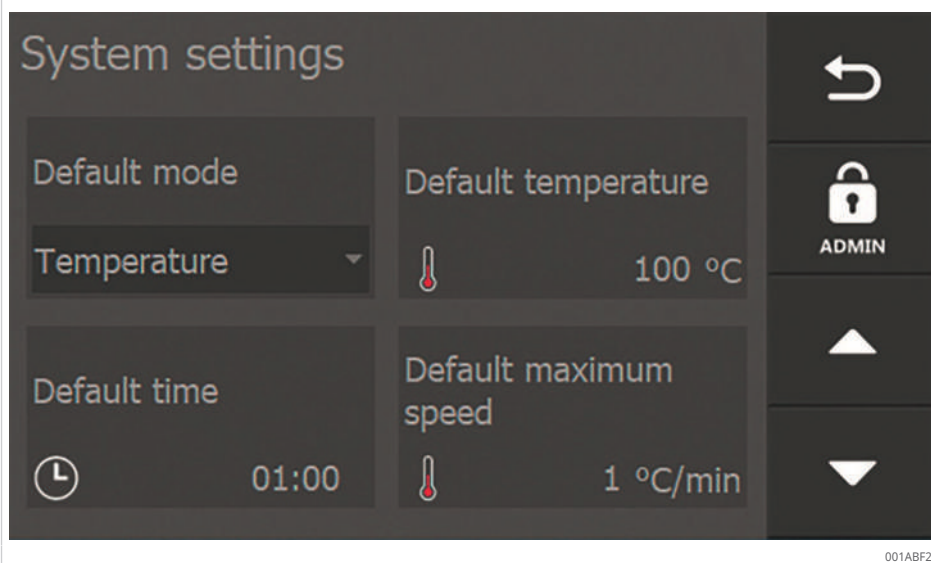 System settings
Default mode
Temperature
Default temperature
100 °C
Default time
01:00
Default maximum
speed
1 °C/min
ADMIN
001ABF2